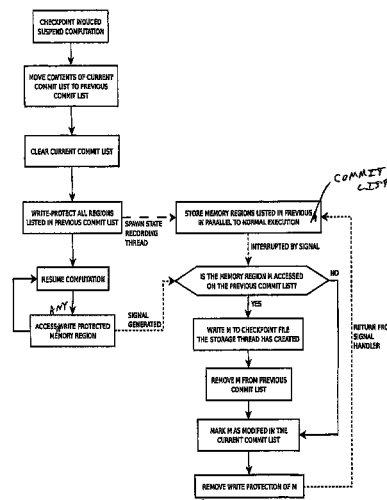 CHECKPOINT INDUCED
SUSPEND COMPUTATION
MOVE CONTENTS OF CURRENT
COMMIT LIST TO PREVIOUS
COMMIT LIST
CLEAR CURRENT COMMIT LIST
WRITE-PROTECT ALL REGIONS
LISTED IN PREVIOUS COMMIT LIST
SPAWN STATE
RECORDING
THREAD
STORE MEMORY REGIONS LISTED IN PREVIOUS
IN PARALLEL TO NORMAL EXECUTION
COMMIT
LIST
INTERRUPTED BY SIGNAL
RESUME COMPUTATION
ANY
ACCESS WRITE PROTECTED
MEMORY REGION
SIGNAL
GENERATED
IS THE MEMORY REGION M ACCESSED
ON THE PREVIOUS COMMIT LIST?
NO
YES
WRITE M TO CHECKPOINT FILE
THE STORAGE THREAD HAS CREATED
REMOVE M FROM PREVIOUS
COMMIT LIST
MARK M AS MODIFED IN THE
CURRENT COMMIT LIST
REMOVE WRITE PROTECTION OF M
RETURN FROM
SIGNAL
HANDLER